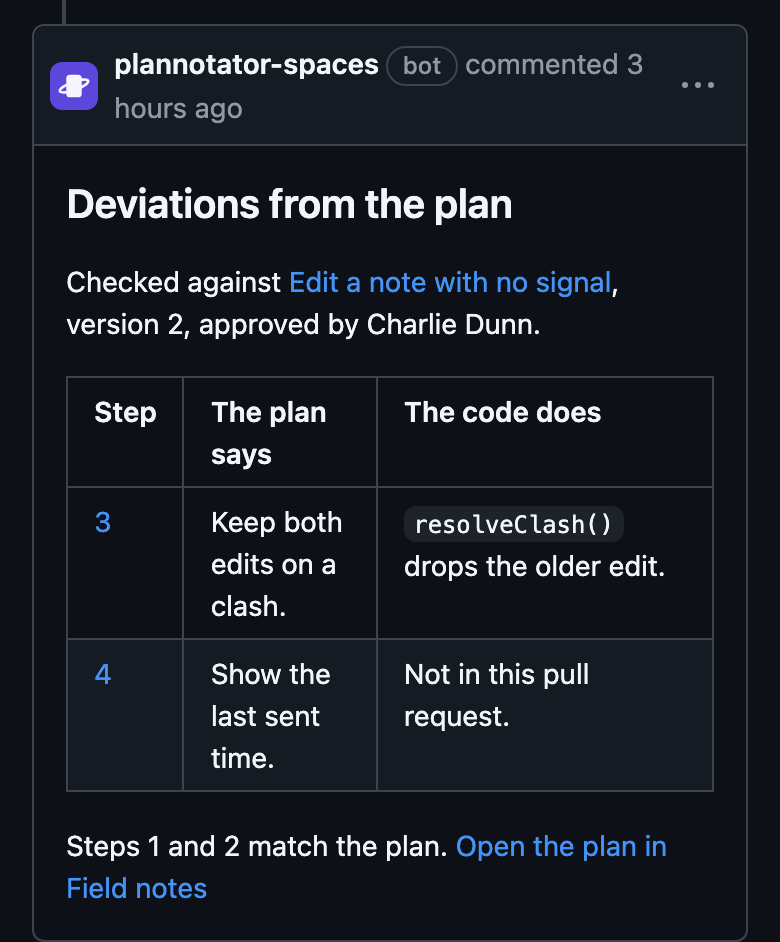 plannotator-spaces bot commented 3
hours ago
Deviations from the plan
Checked against Edit a note with no signal,
version 2, approved by Charlie Dunn.
Step
The plan
says
The code does
3
Keep both
edits on a
clash.
resolveClash()
drops the older edit.
4
Show the
last sent
time.
Not in this pull
request.
Steps 1 and 2 match the plan. Open the plan in
Field notes